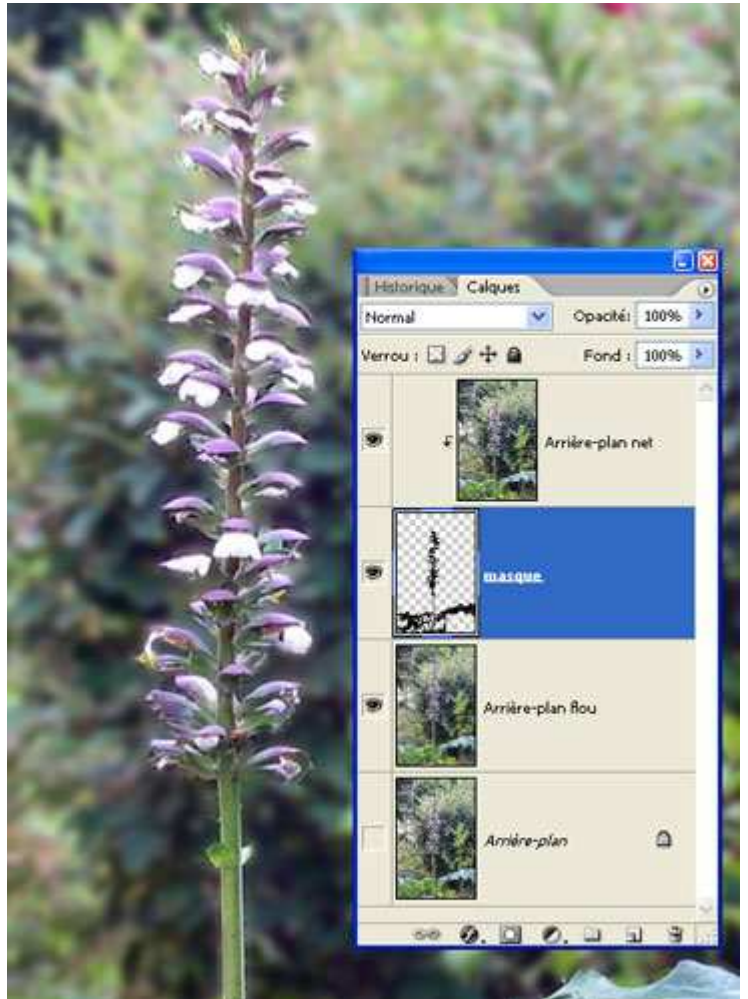 Historique Calques
Normal Opacité: 100%
Verrou : Fond : 100%
Arrière-plan net
masque
Arrière-plan flou
Arrière-plan